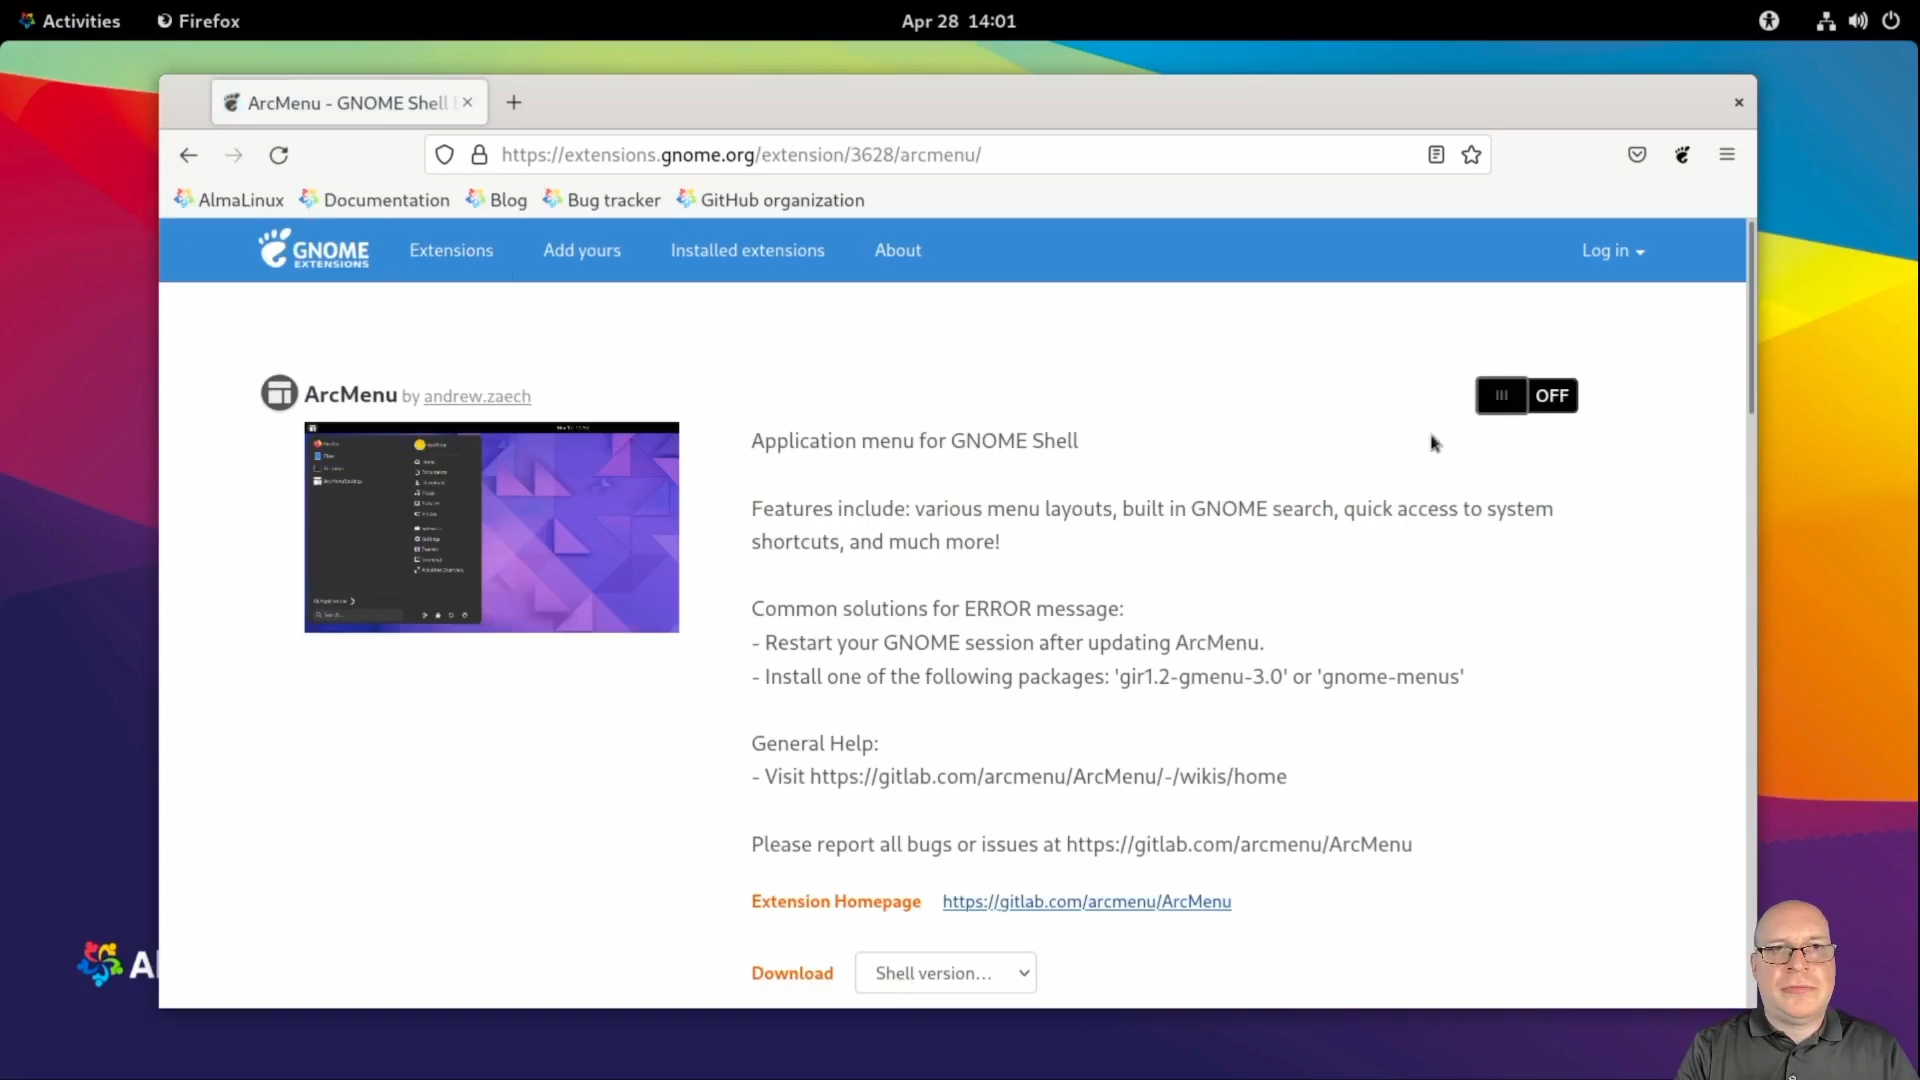 Activities
Firefox
Apr 28 14:01
ArcMenu - GNOME Shell
https://extensions.gnome.org/extension/3628/arcmenu/
AlmaLinux
Documentation
Blog
Bug tracker
GitHub organization
GNOME
EXTENSIONS
Extensions
Add yours
Installed extensions
About
Log in
ArcMenu by andrew.zaech
OFF
Application menu for GNOME Shell
Features include: various menu layouts, built in GNOME search, quick access to system
shortcuts, and much more!
Common solutions for ERROR message:
- Restart your GNOME session after updating ArcMenu.
- Install one of the following packages: 'gir1.2-gmenu-3.0' or 'gnome-menus'
General Help:
- Visit https://gitlab.com/arcmenu/ArcMenu/-/wikis/home
Please report all bugs or issues at https://gitlab.com/arcmenu/ArcMenu
Extension Homepage
https://gitlab.com/arcmenu/ArcMenu
Al
Download
Shell version...